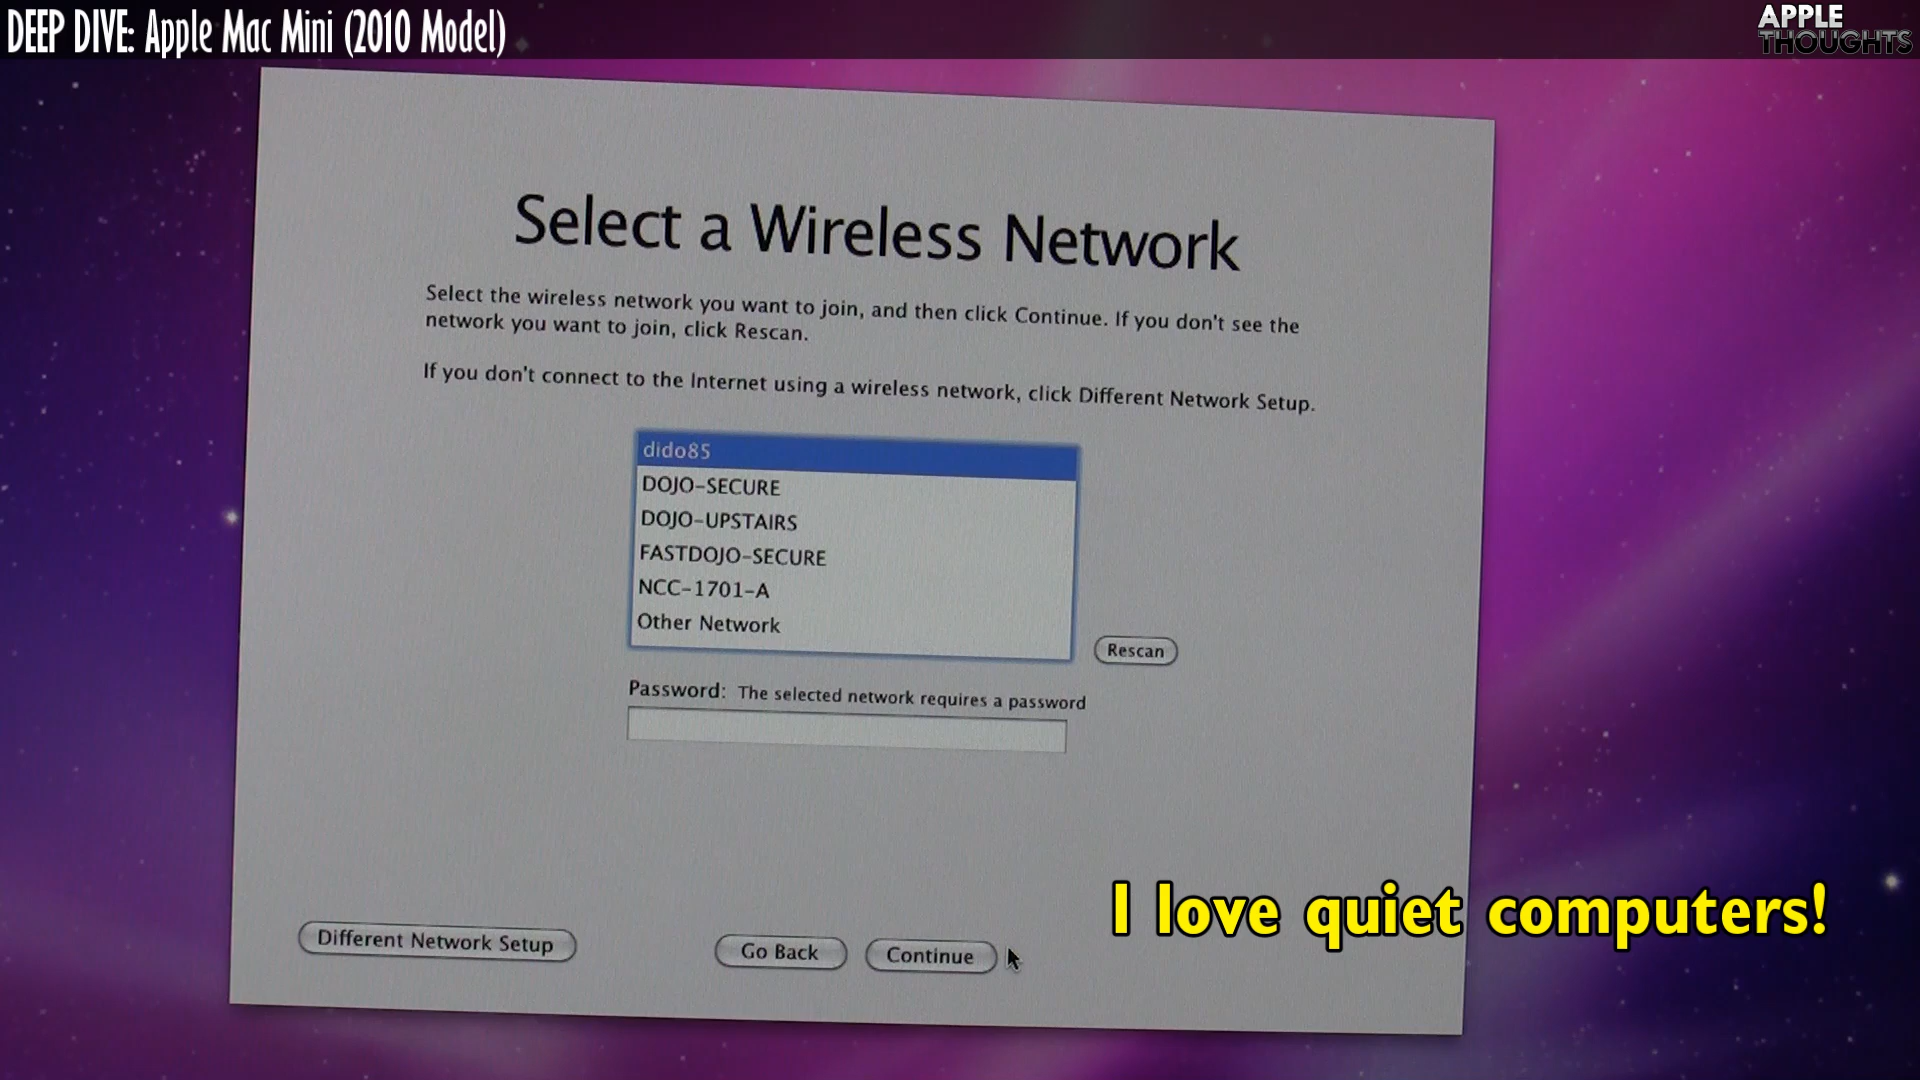 DEEP DIVE: Apple Mac Mini (2010 Model)
APPLE
THOUGHTS
Select a Wireless Network
Select the wireless network you want to join, and then click Continue. If you don't see the
network you want to join, click Rescan.
If you don't connect to the Internet using a wireless network, click Different Network Setup.
dido85
DOJO-SECURE
DOJO-UPSTAIRS
FASTDOJO-SECURE
NCC-1701-A
Other Network
Rescan
Password: The selected network requires a password
I love quiet computers!
Different Network Setup
Go Back
Continue